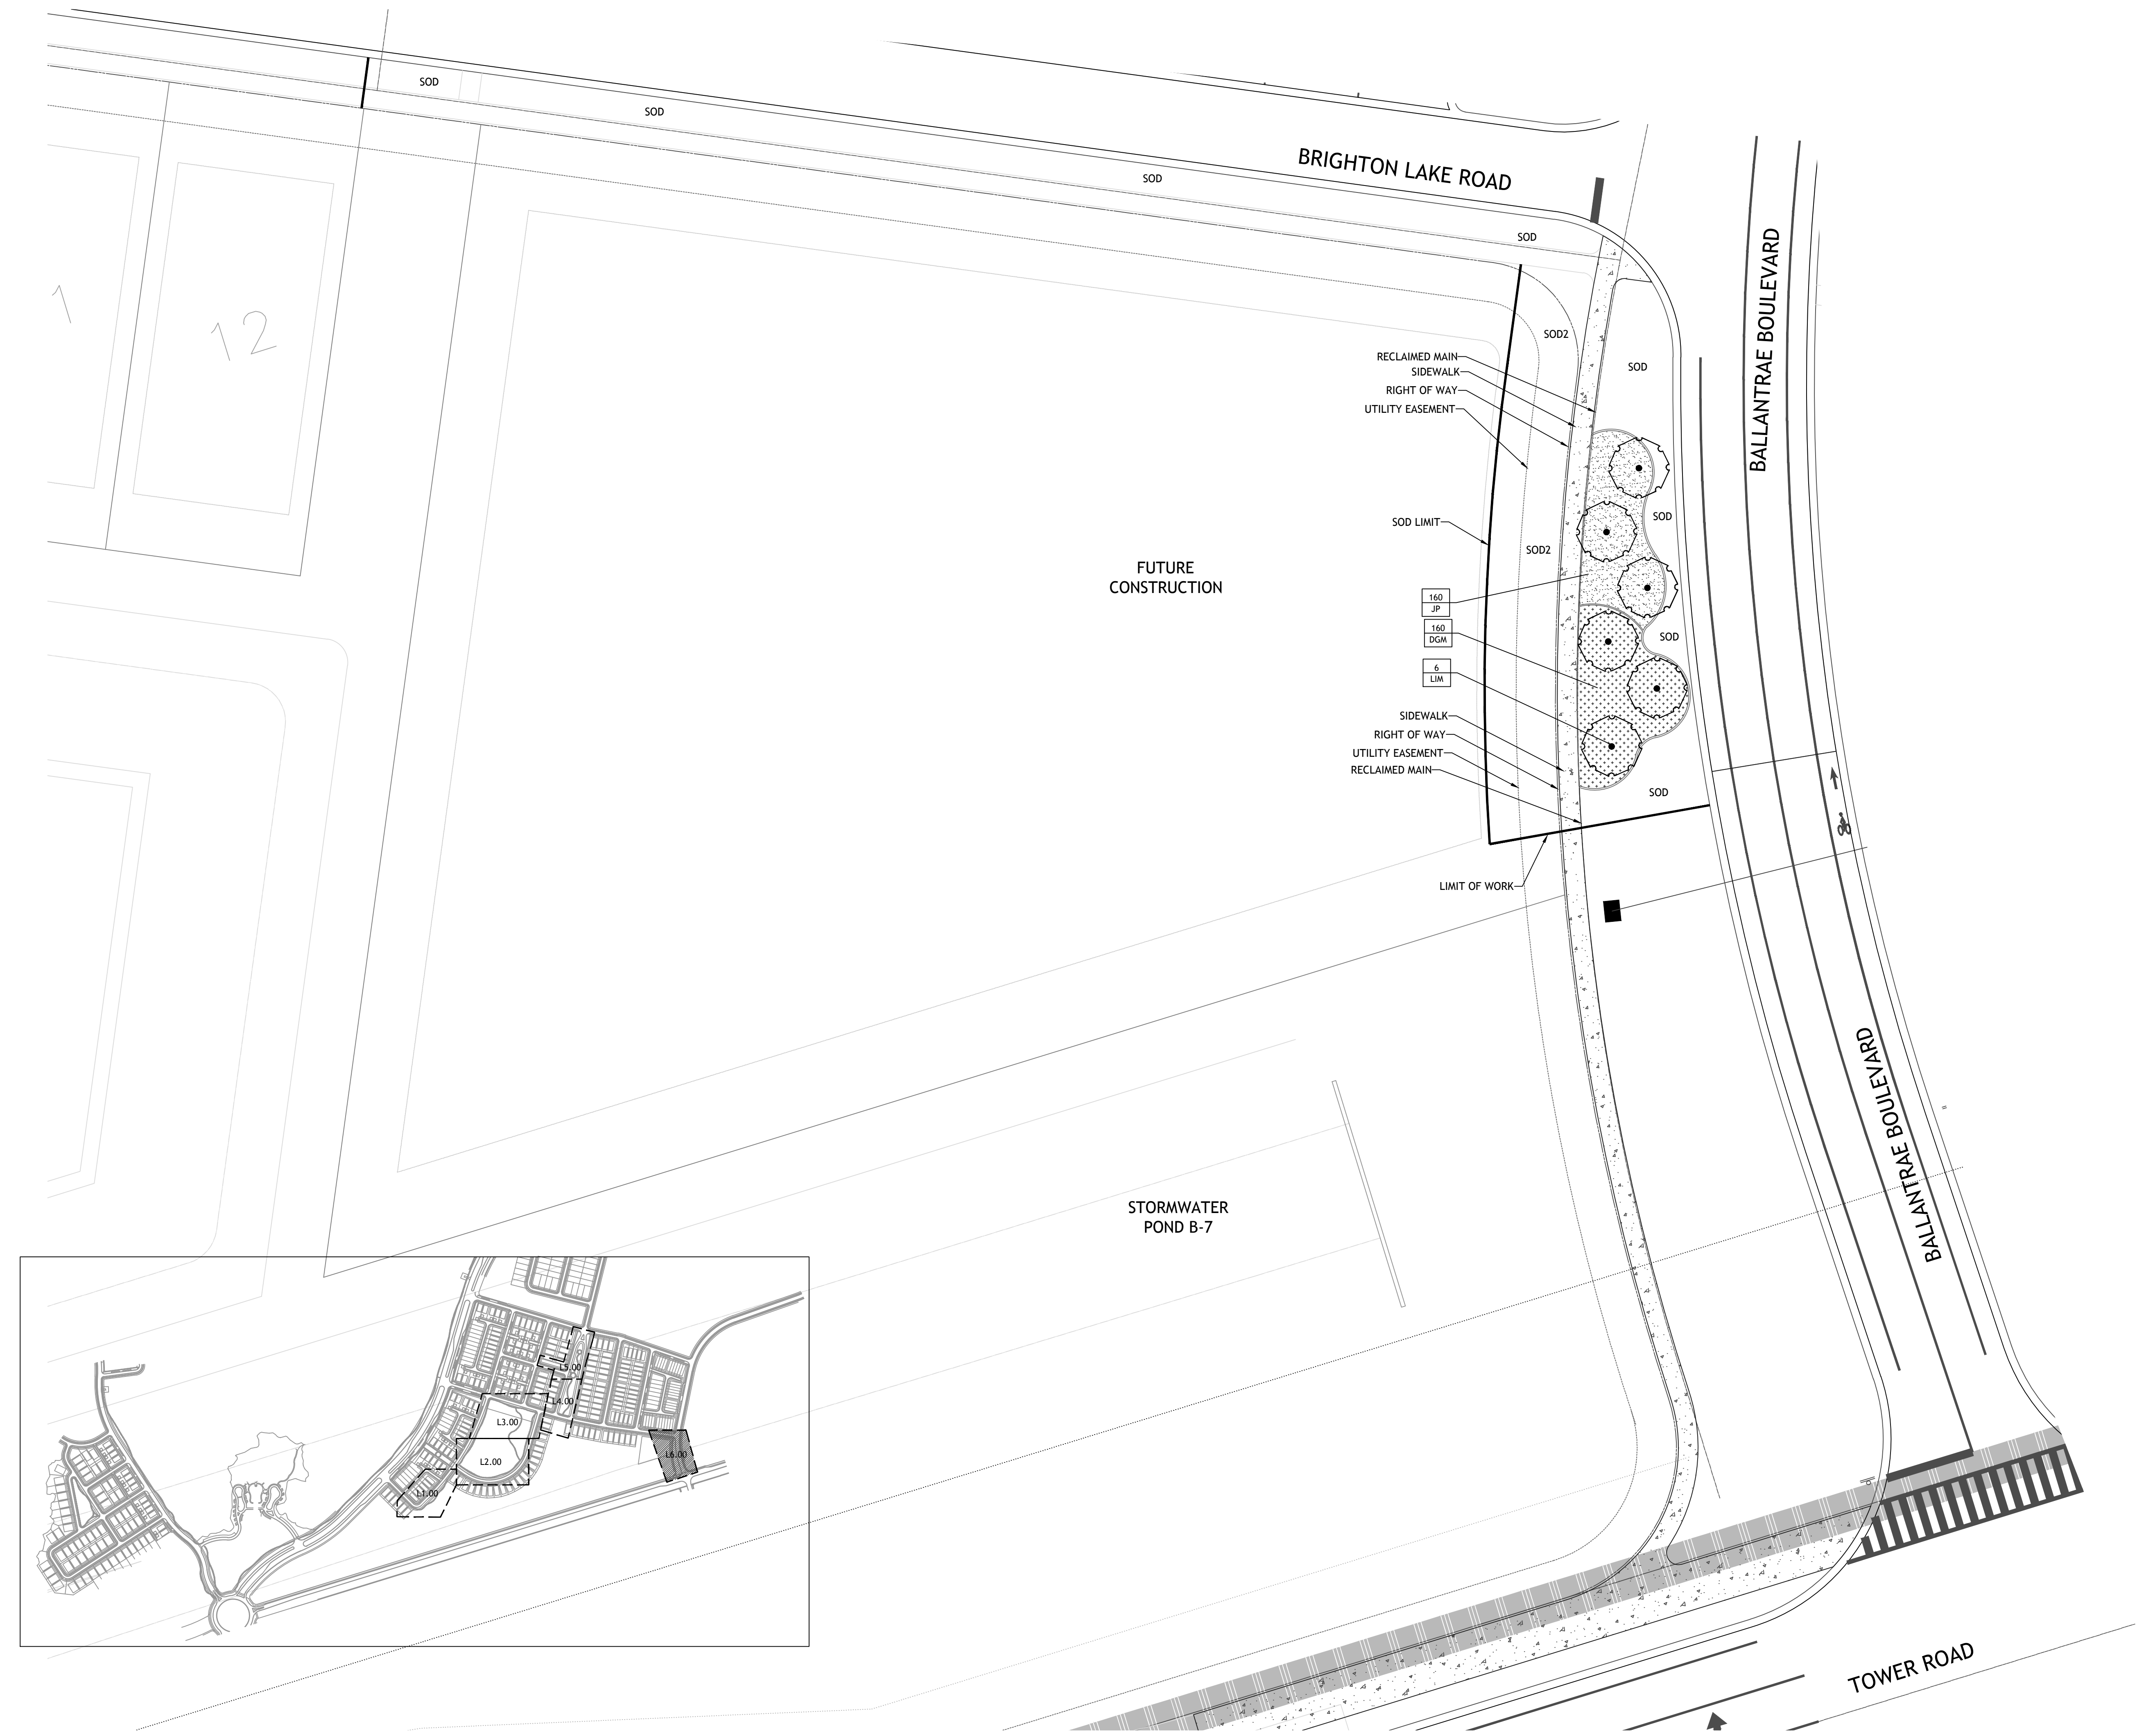 SOD
SOD
SOD
BRIGHTON LAKE ROAD
SOD
BALLANTRAE BOULEVARD
1
12
SOD2
RECLAIMED MAIN
SIDEWALK
RIGHT OF WAY
UTILITY EASEMENT
SOD
SOD LIMIT
SOD
SOD2
FUTURE
CONSTRUCTION
160
JP
160
DGM
SOD
6
LIM
SIDEWALK
RIGHT OF WAY
UTILITY EASEMENT
RECLAIMED MAIN
SOD
LIMIT OF WORK
BALLANTRAE BOULEVARD
STORMWATER
POND B-7
L5.00
L4.00
L3.00
L6.00
L2.00
L1.00
TOWER ROAD